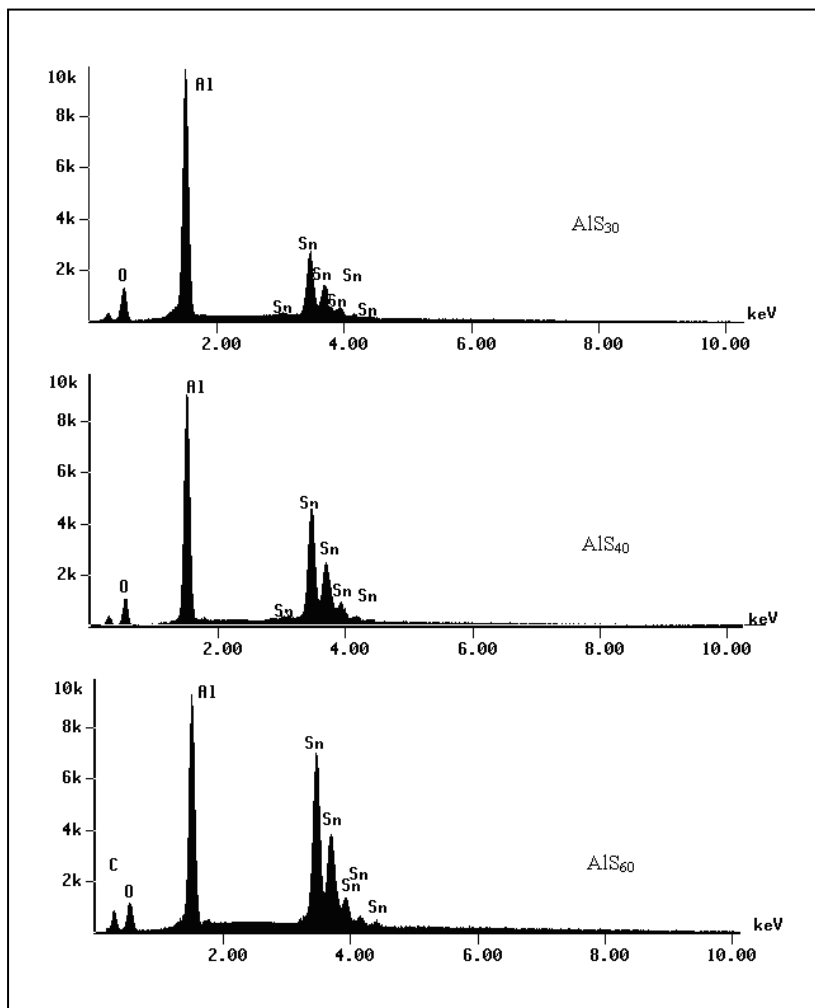 10k
Al
8k
6k
4k
AlS₃₀
Sn
O
Sn Sn
2k
Sn
Sn
Sn
keV
2.00 4.00 6.00 8.00 10.00
10k
Al
8k
6k
Sn
4k
AlS₄₀
Sn
2k
O
Sn
Sn
Sn
keV
2.00 4.00 6.00 8.00 10.00
10k
Al
8k
Sn
6k
Sn
4k
C
AlS₆₀
Sn
2k
O
Sn
Sn
keV
2.00 4.00 6.00 8.00 10.00